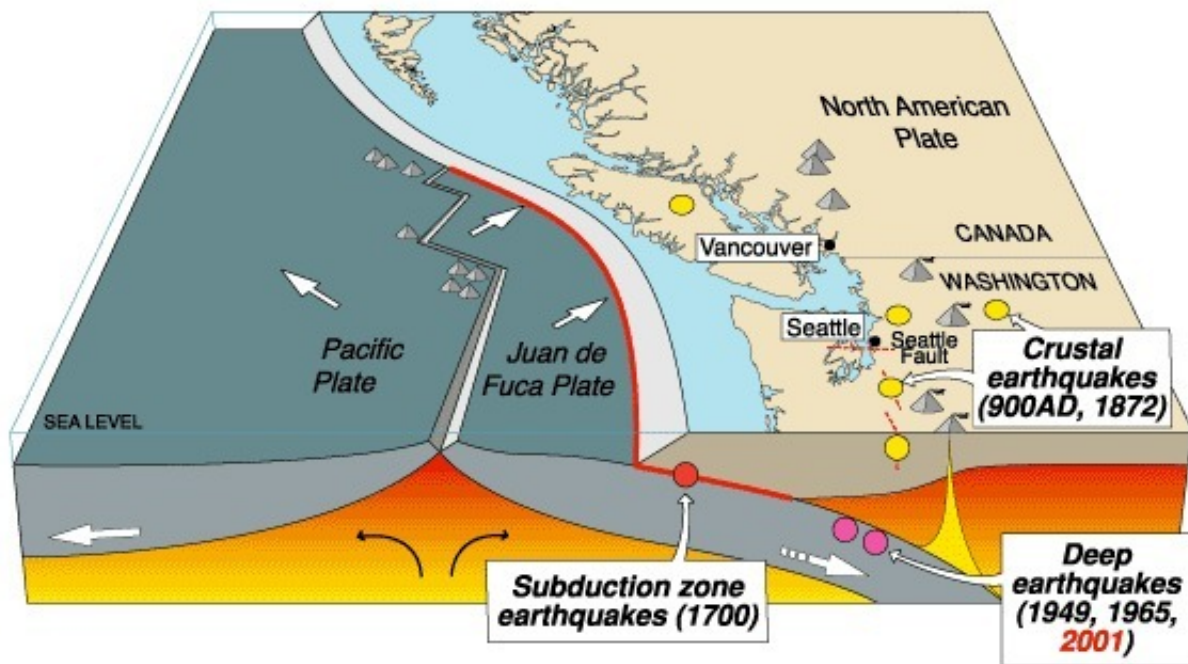 North American
Plate
CANADA
Vancouver
WASHINGTON
Seattle
Seattle
Fault
Crustal
earthquakes
(900AD, 1872)
Pacific
Plate
Juan de
Fuca Plate
SEA LEVEL
Subduction zone
earthquakes (1700)
Deep
earthquakes
(1949, 1965,
2001)